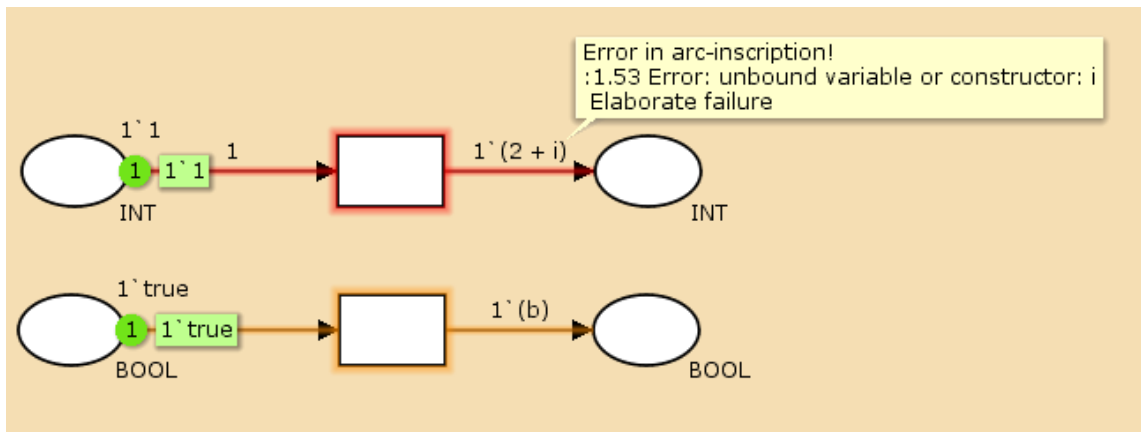 Error in arc-inscription!
:1.53 Error: unbound variable or constructor: i
Elaborate failure
1`1
1
1`1
1
1`(2 + i)
INT
INT
1`true
1
1`true
1`(b)
BOOL
BOOL